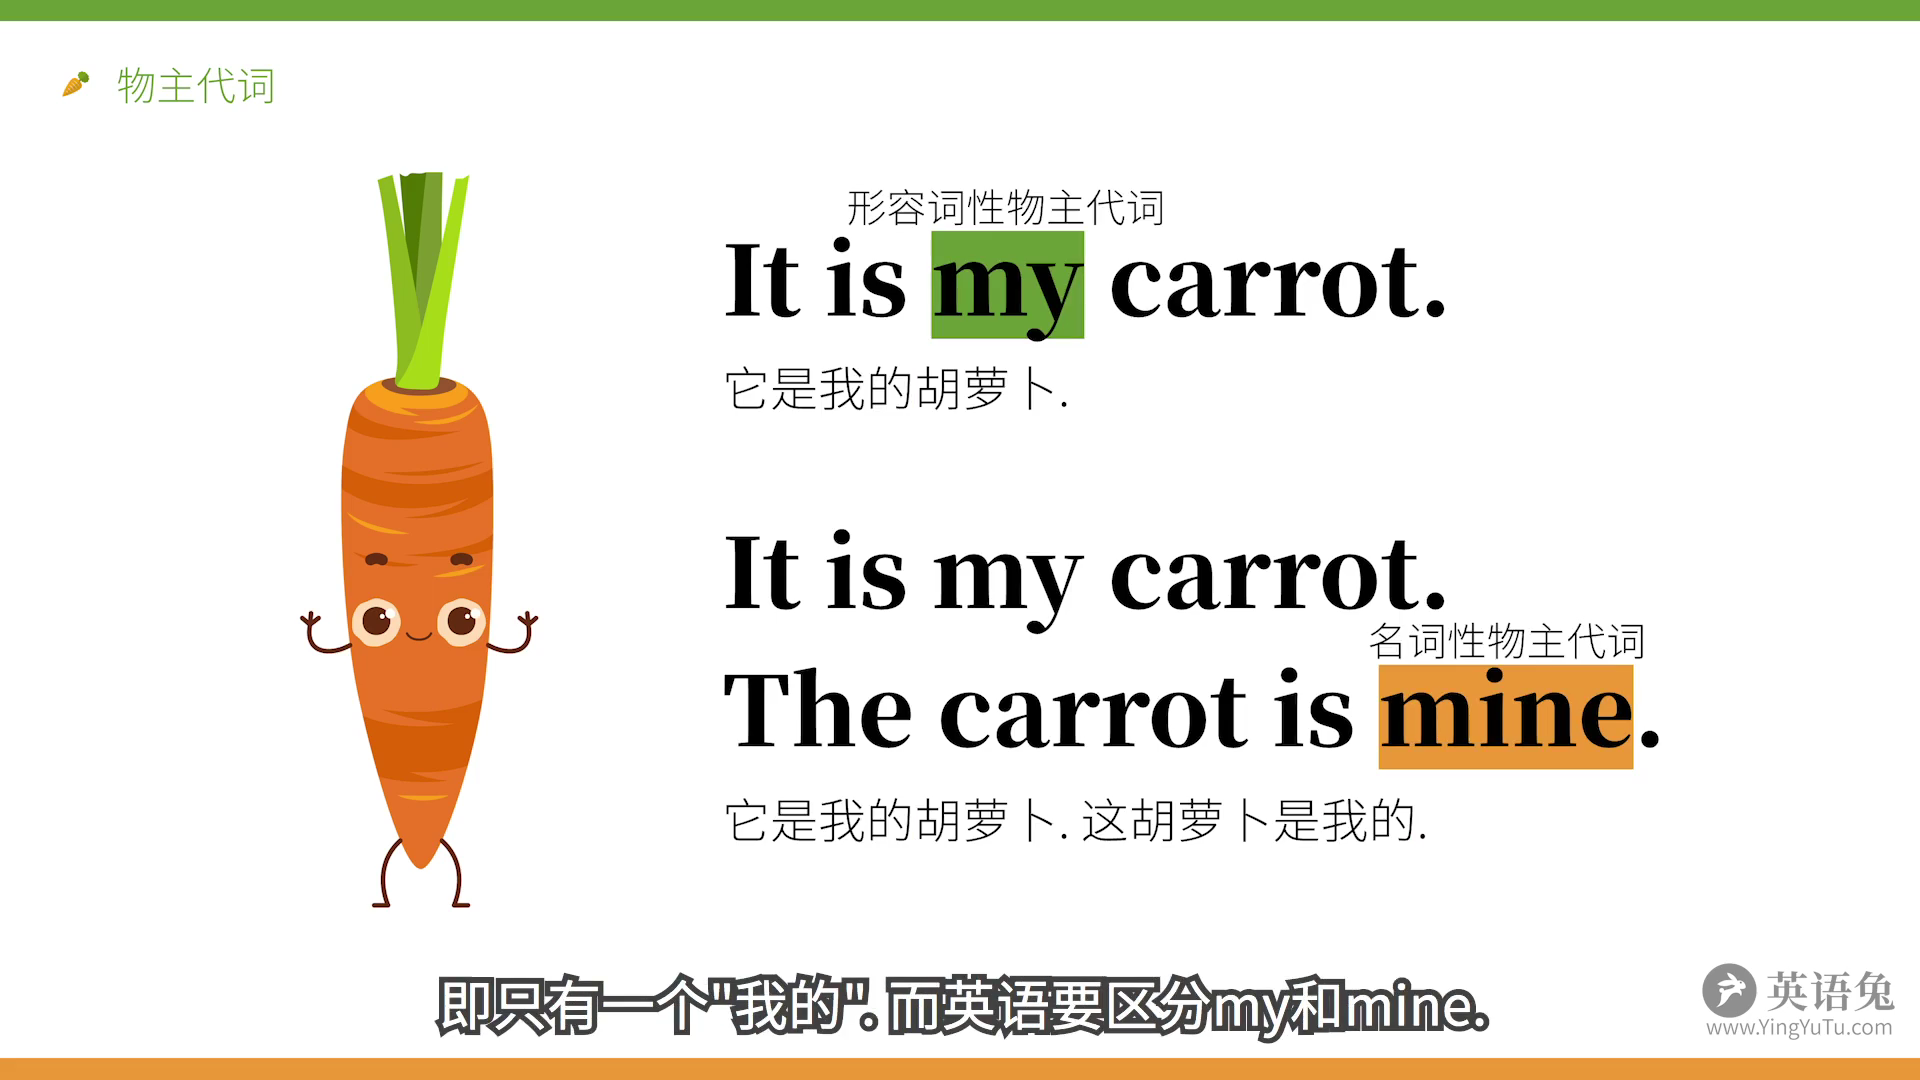 物主代词
形容词性物主代词
It is my carrot.
它是我的胡萝卜.
It is my carrot.
名词性物主代词
The carrot is mine.
它是我的胡萝卜. 这胡萝卜是我的.
即只有一个"我的". 而英语要区分my和mine.
英语兔
www.YingYuTu.com